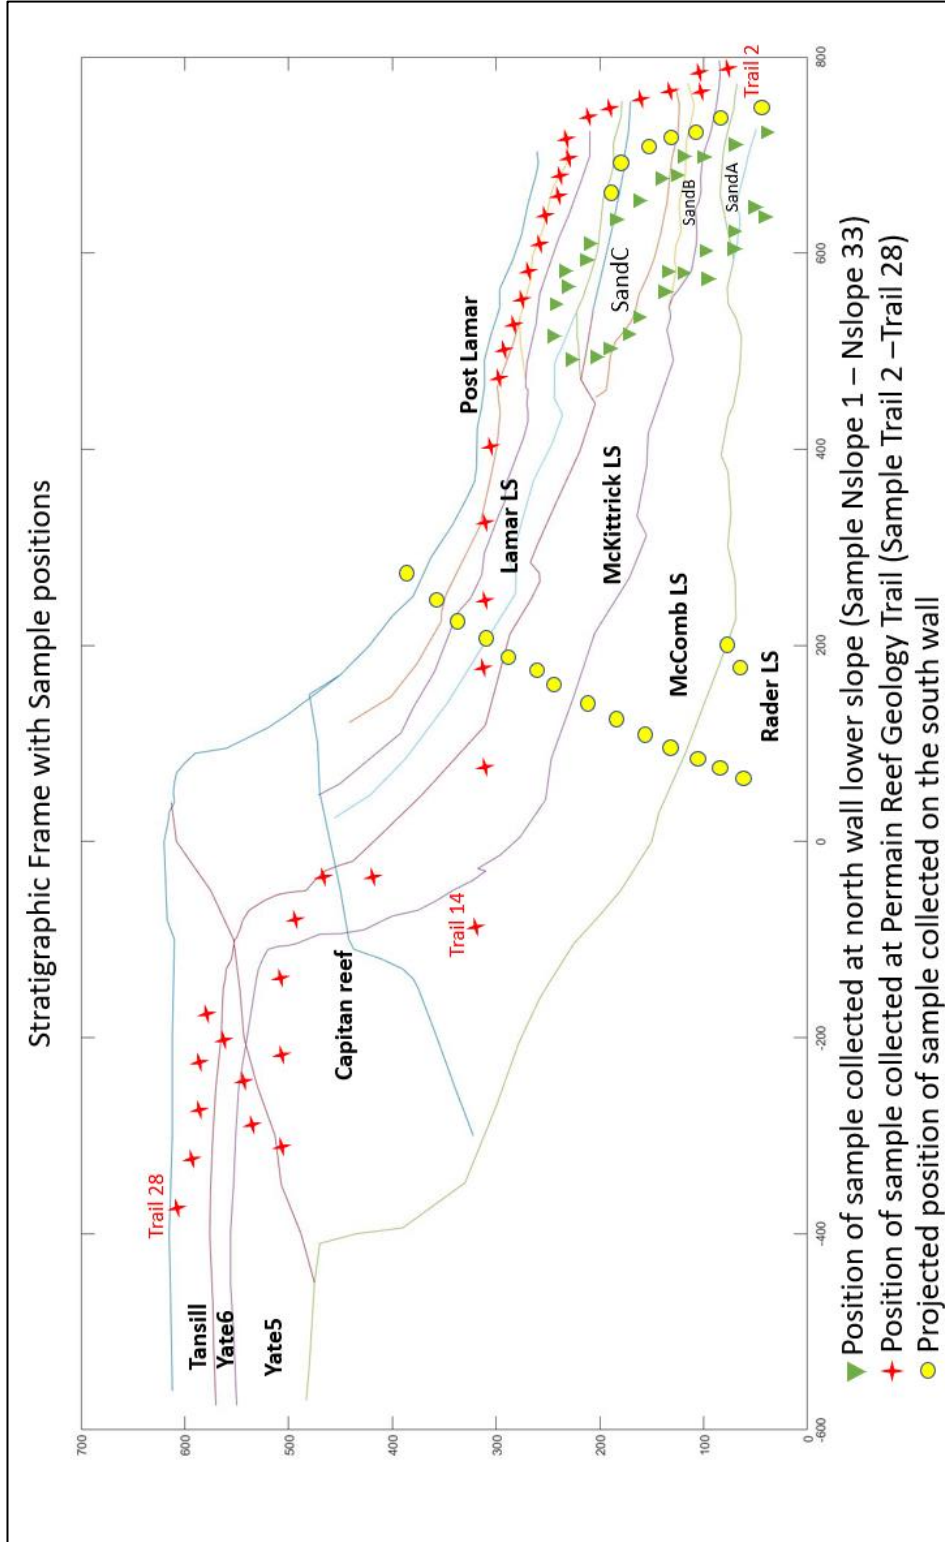 Stratigraphic Frame with Sample positions
700
600
500
400
300
200
100
0
-600
-400
-200
0
200
400
600
800
Trail 28
Tansill
Yate6
Yate5
Capitan reef
Trail 14
Post Lamar
Lamar LS
McKittrick LS
McComb LS
Rader LS
SandC
SandB
SandA
Trail 2
Position of sample collected at north wall lower slope (Sample Nslope 1 – Nslope 33)
Position of sample collected at Permain Reef Geology Trail (Sample Trail 2 –Trail 28)
Projected position of sample collected on the south wall